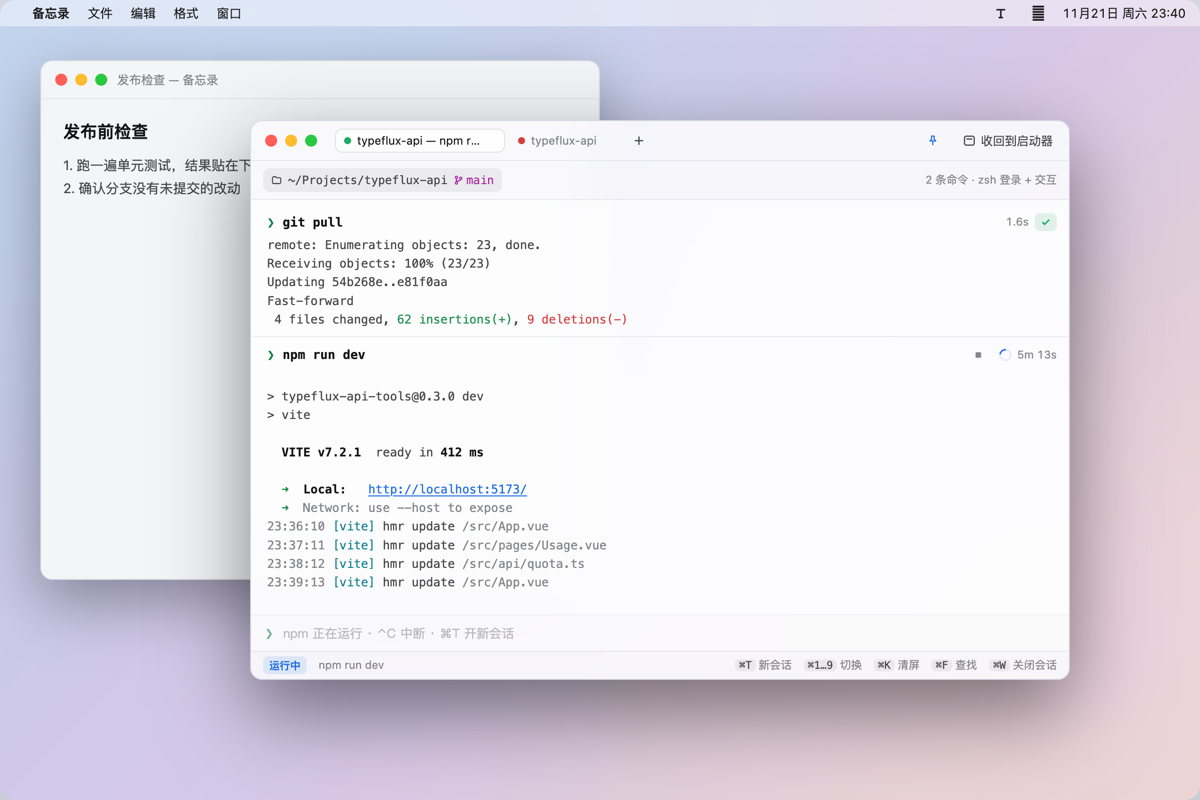 备忘录 文件 编辑 格式 窗口
T 11月21日 周六 23:40
发布检查 — 备忘录
发布前检查
1. 跑一遍单元测试，结果贴在下
2. 确认分支没有未提交的改动
typeflux-api — npm r...
typeflux-api
+
收回到启动器
~/Projects/typeflux-api main
2 条命令 · zsh 登录 + 交互
❯ git pull
1.6s ✓
remote: Enumerating objects: 23, done.
Receiving objects: 100% (23/23)
Updating 54b268e..e81f0aa
Fast-forward
4 files changed, 62 insertions(+), 9 deletions(-)
❯ npm run dev
5m 13s
> typeflux-api-tools@0.3.0 dev
> vite
VITE v7.2.1 ready in 412 ms
➜ Local: http://localhost:5173/
➜ Network: use --host to expose
23:36:10 [vite] hmr update /src/App.vue
23:37:11 [vite] hmr update /src/pages/Usage.vue
23:38:12 [vite] hmr update /src/api/quota.ts
23:39:13 [vite] hmr update /src/App.vue
❯ npm 正在运行 · ^C 中断 · ⌘T 开新会话
运行中 npm run dev
⌘T 新会话 ⌘1…9 切换 ⌘K 清屏 ⌘F 查找 ⌘W 关闭会话